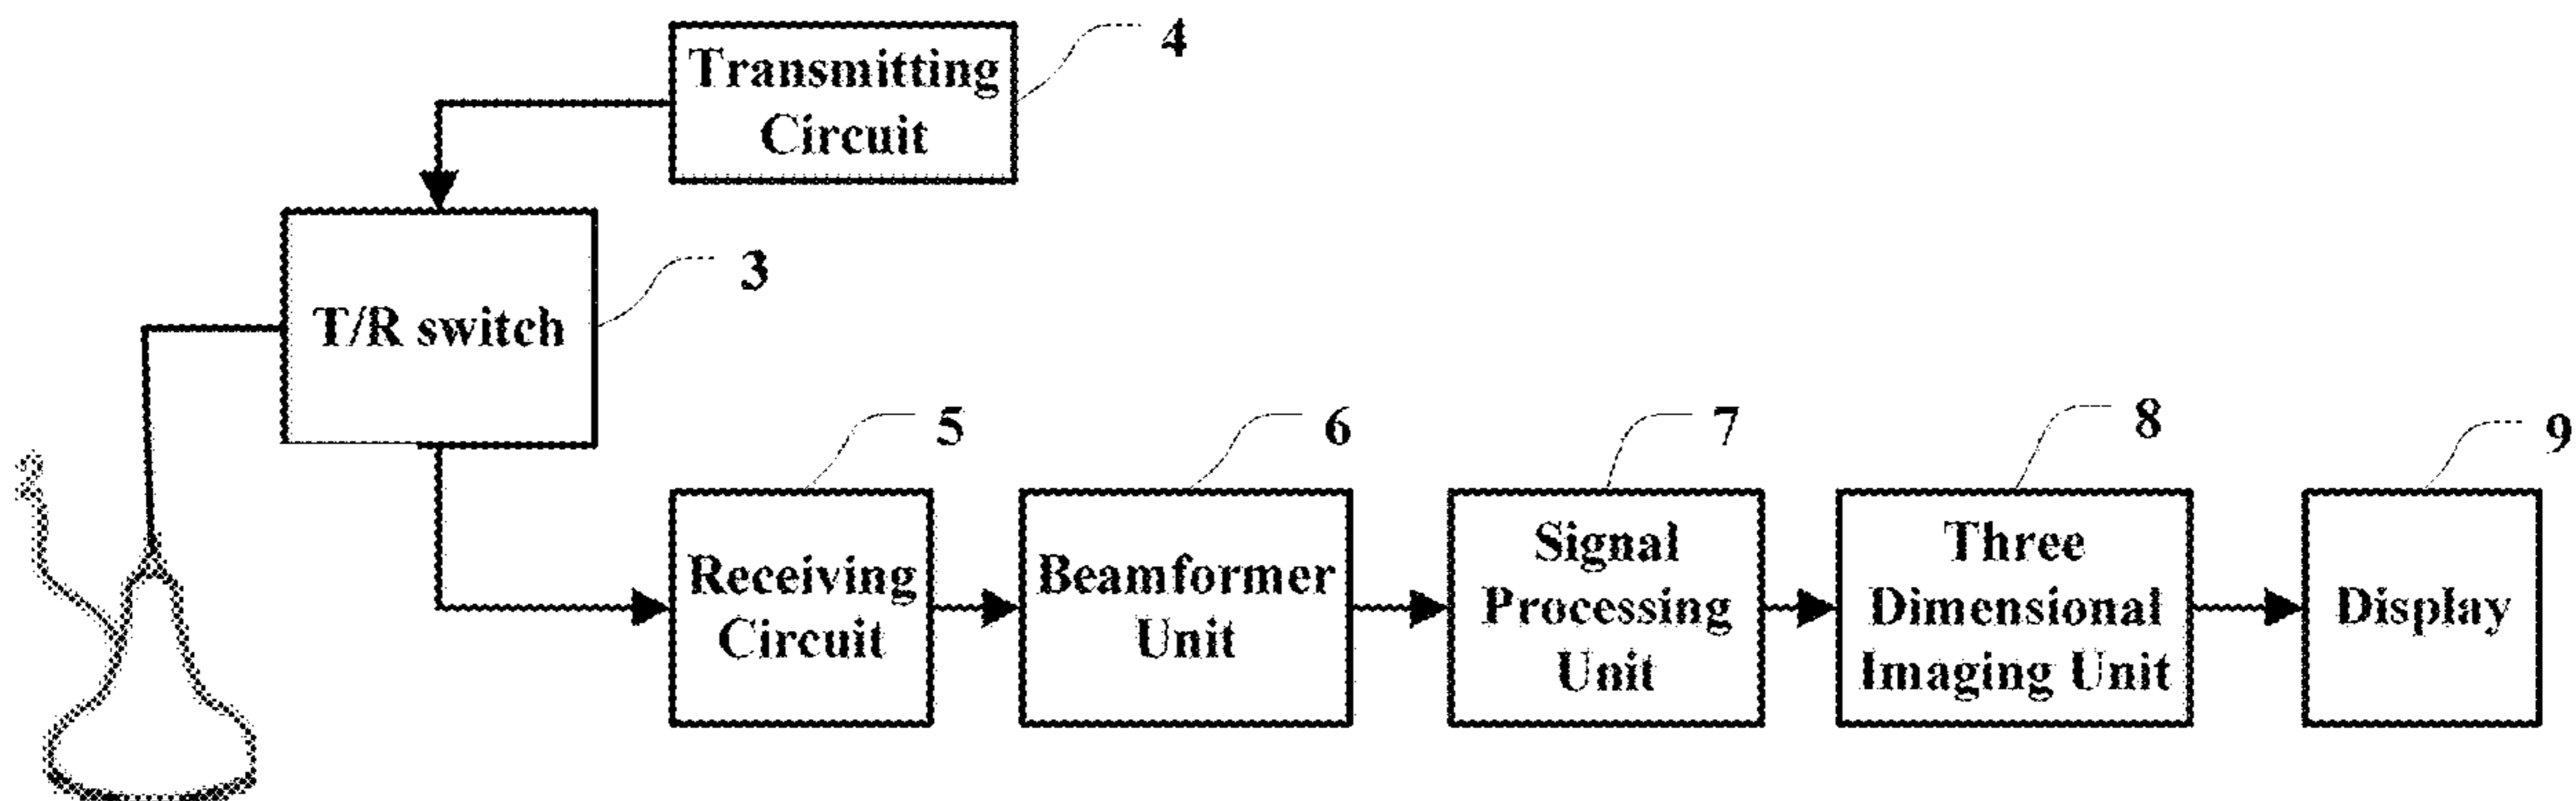 4
Transmitting
Circuit
3
T/R switch
2
5
6
7
8
9
Receiving
Circuit
Beamformer
Unit
Signal
Processing
Unit
Three
Dimensional
Imaging Unit
Display